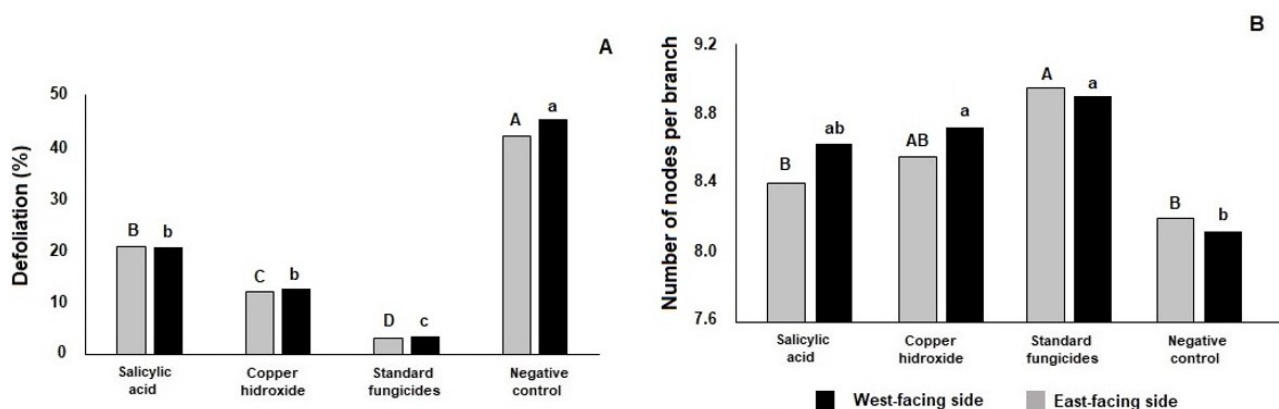 A
Defoliation (%)
50
40
30
20
10
0
B
b
C
b
D
c
A
a
Salicylic
acid
Copper
hidroxide
Standard
fungicides
Negative
control
B
Number of nodes per branch
9.2
8.8
8.4
8.0
7.6
B
ab
AB
a
A
a
B
b
Salicylic
acid
Copper
hidroxide
Standard
fungicides
Negative
control
West-facing side
East-facing side